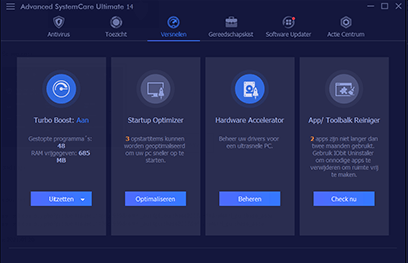 Advanced SystemCare Ultimate 14
Antivirus
Toezicht
Versnellen
Gereedschapskist
Software Updater
Actie Centrum
Turbo Boost: Aan
Gestopte programma`s:
48
RAM vrijgegeven: 685
MB
Uitzetten
Startup Optimizer
3 opstartitems kunnen
worden geoptimaliseerd
om uw pc sneller op te
starten.
Optimaliseren
Hardware Accelerator
Beheer uw drivers voor
een ultrasnelle PC.
Beheren
App/ Toolbalk Reiniger
2 apps zijn niet langer dan
twee maanden gebruikt.
Gebruik IObit Uninstaller
om onnodige apps te
verwijderen om ruimte vrij
te maken.
Check nu